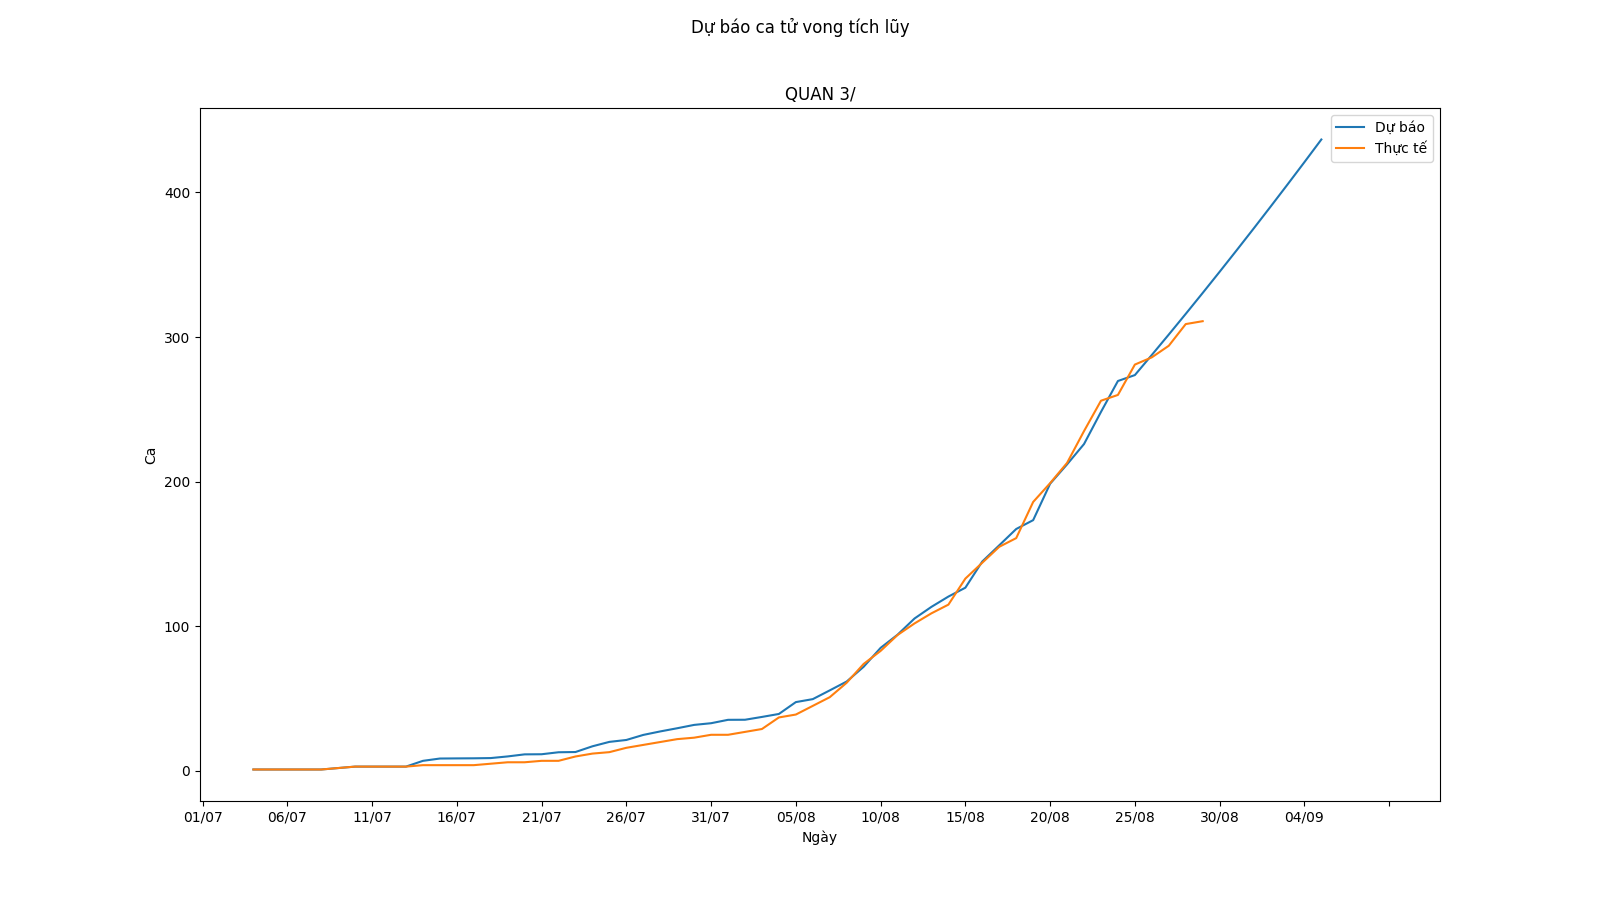 Dự báo ca tử vong tích lũy
QUAN 3/
Dự báo
Thực tế
400
300
200
100
0
Ca
01/07 06/07 11/07 16/07 21/07 26/07 31/07 05/08 10/08 15/08 20/08 25/08 30/08 04/09
Ngày